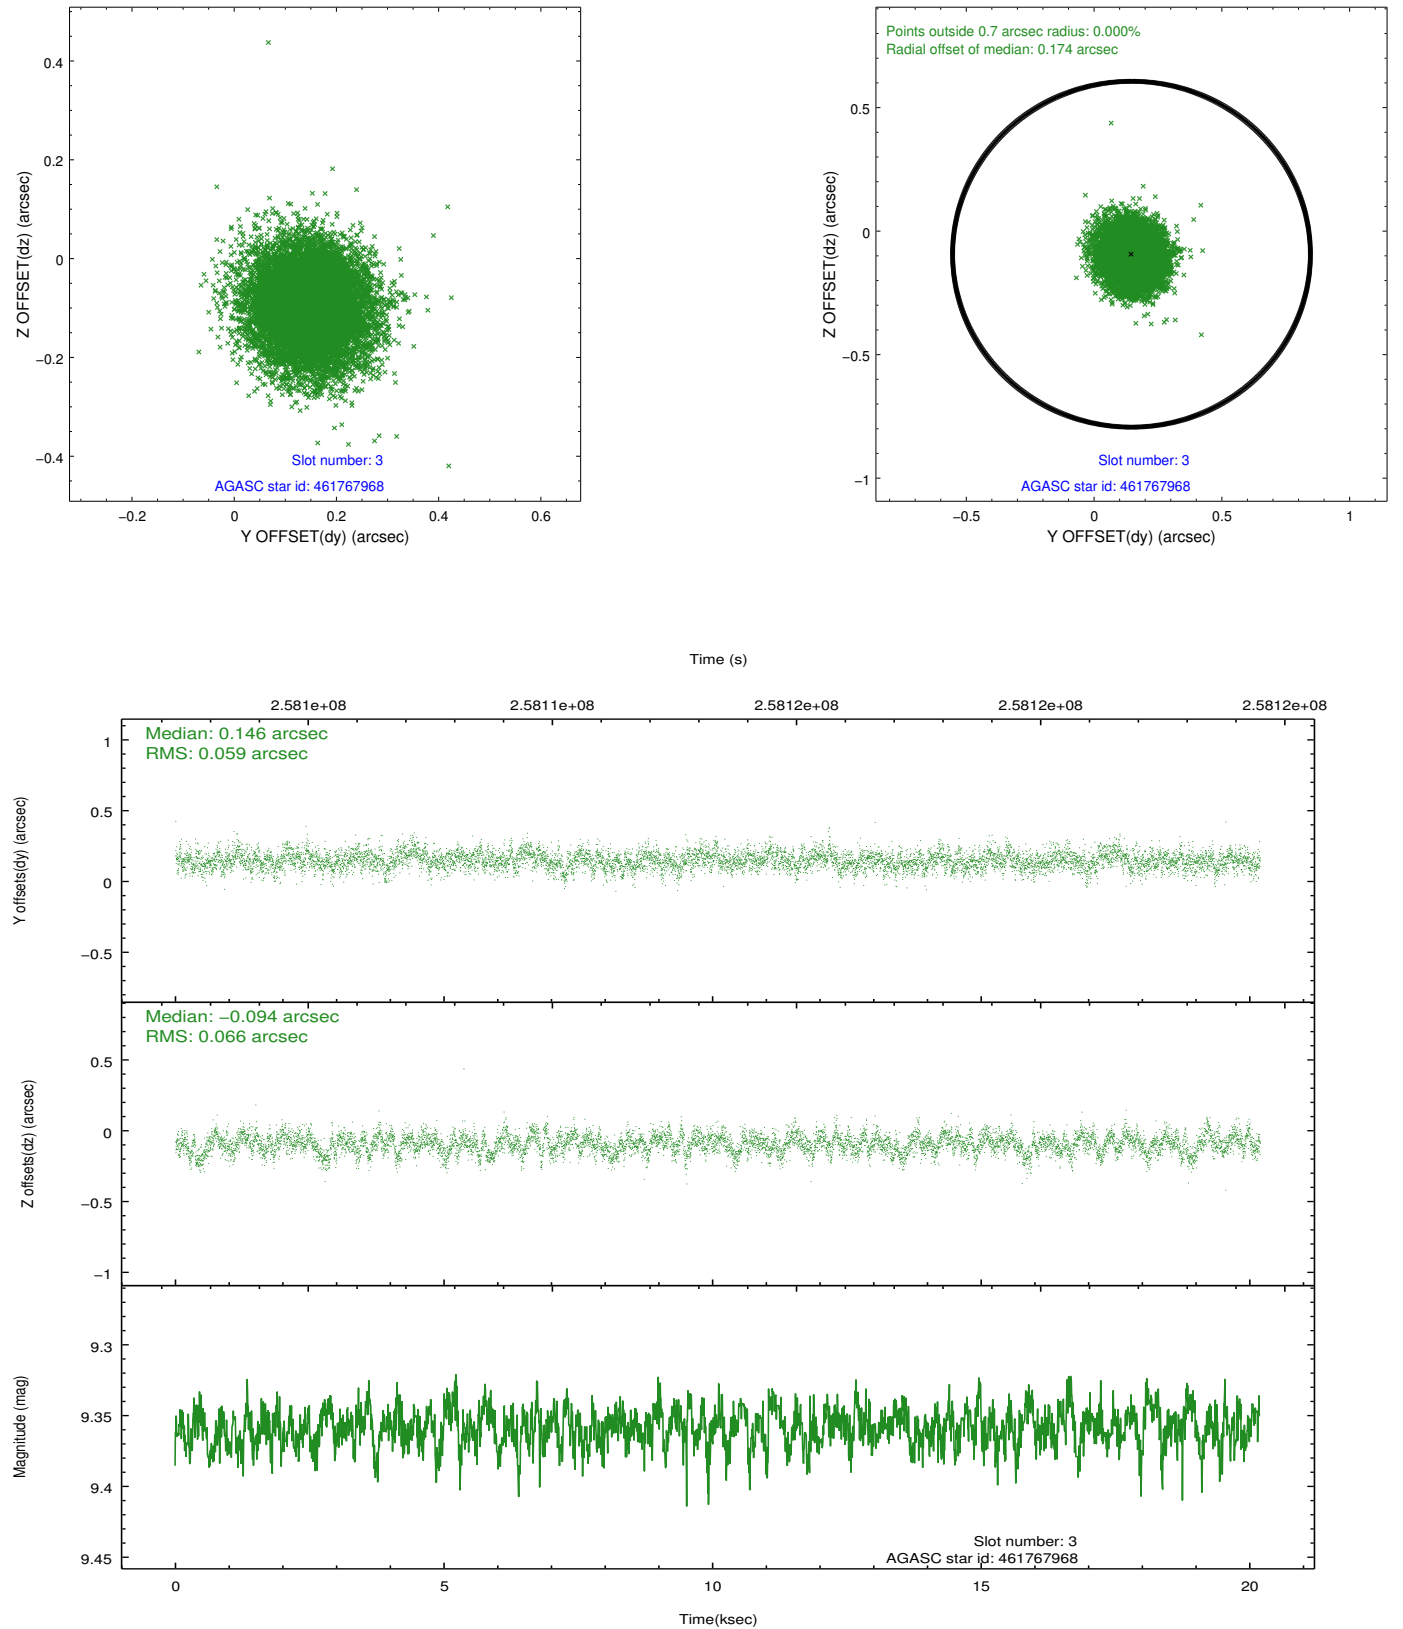 0.4
0.2
0
−0.2
−0.4
Z OFFSET(dz) (arcsec)
Slot number: 3
AGASC star id: 461767968
−0.2 0 0.2 0.4 0.6
Y OFFSET(dy) (arcsec)
Points outside 0.7 arcsec radius: 0.000%
Radial offset of median: 0.174 arcsec
0.5
0
−0.5
−1
Z OFFSET(dz) (arcsec)
Slot number: 3
AGASC star id: 461767968
−0.5 0 0.5 1
Y OFFSET(dy) (arcsec)
Time (s)
2.581e+08 2.5811e+08 2.5812e+08 2.5812e+08 2.5812e+08
Median: 0.146 arcsec
RMS: 0.059 arcsec
1
0.5
0
−0.5
Y offsets(dy) (arcsec)
Median: −0.094 arcsec
RMS: 0.066 arcsec
0.5
0
−0.5
−1
Z offsets(dz) (arcsec)
9.3
9.35
9.4
9.45
Magnitude (mag)
Slot number: 3
AGASC star id: 461767968
0 5 10 15 20
Time(ksec)